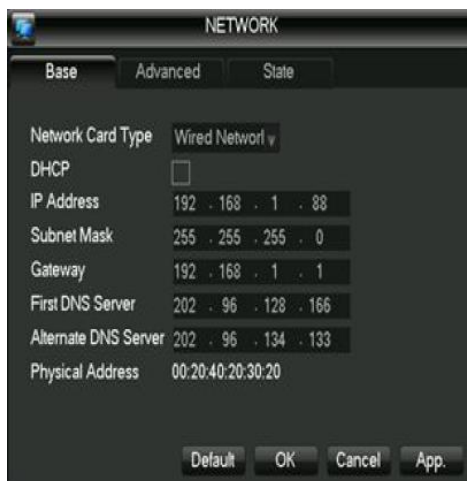 NETWORK
Base Advanced State
Network Card Type Wired Networl
DHCP
IP Address 192 . 168 . 1 . 88
Subnet Mask 255 . 255 . 255 . 0
Gateway 192 . 168 . 1 . 1
First DNS Server 202 . 96 . 128 . 166
Alternate DNS Server 202 . 96 . 134 . 133
Physical Address 00:20:40:20:30:20
Default OK Cancel App.